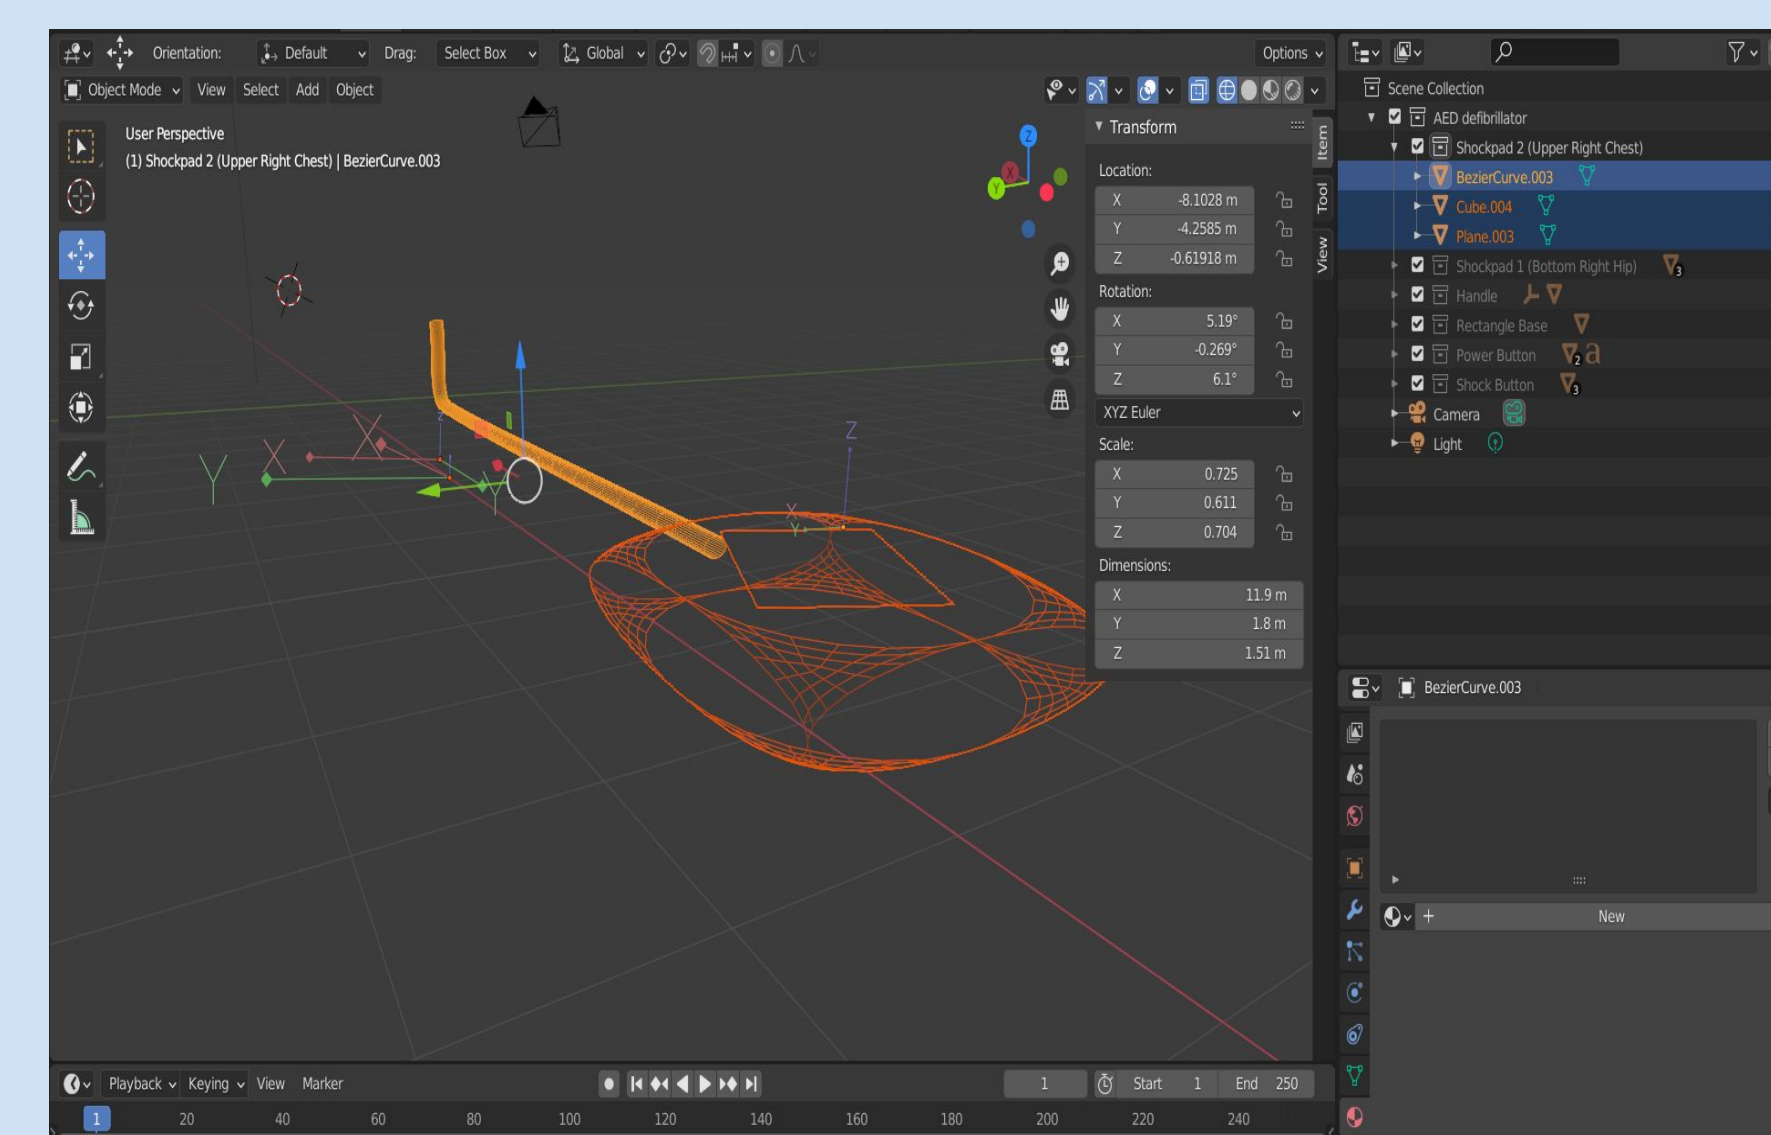 Orientation: Default Drag: Select Box Global Options
Object Mode View Select Add Object
User Perspective
(1) Shockpad 2 (Upper Right Chest) | BezierCurve.003
Z
X
Y
X
X
Y
Y
Z
Z
X
Y
Transform
Location:
X -8.1028 m
Y -4.2585 m
Z -0.61918 m
Rotation:
X 5.19°
Y -0.269°
Z 6.1°
XYZ Euler
Scale:
X 0.725
Y 0.611
Z 0.704
Dimensions:
X 11.9 m
Y 1.8 m
Z 1.51 m
Item
Tool
View
Scene Collection
AED defibrillator
Shockpad 2 (Upper Right Chest)
BezierCurve.003
Cube.004
Plane.003
Shockpad 1 (Bottom Right Hip) 3
Handle
Rectangle Base
Power Button 2 a
Shock Button 3
Camera
Light
BezierCurve.003
New
Playback Keying View Marker 1 Start 1 End 250
1 20 40 60 80 100 120 140 160 180 200 220 240